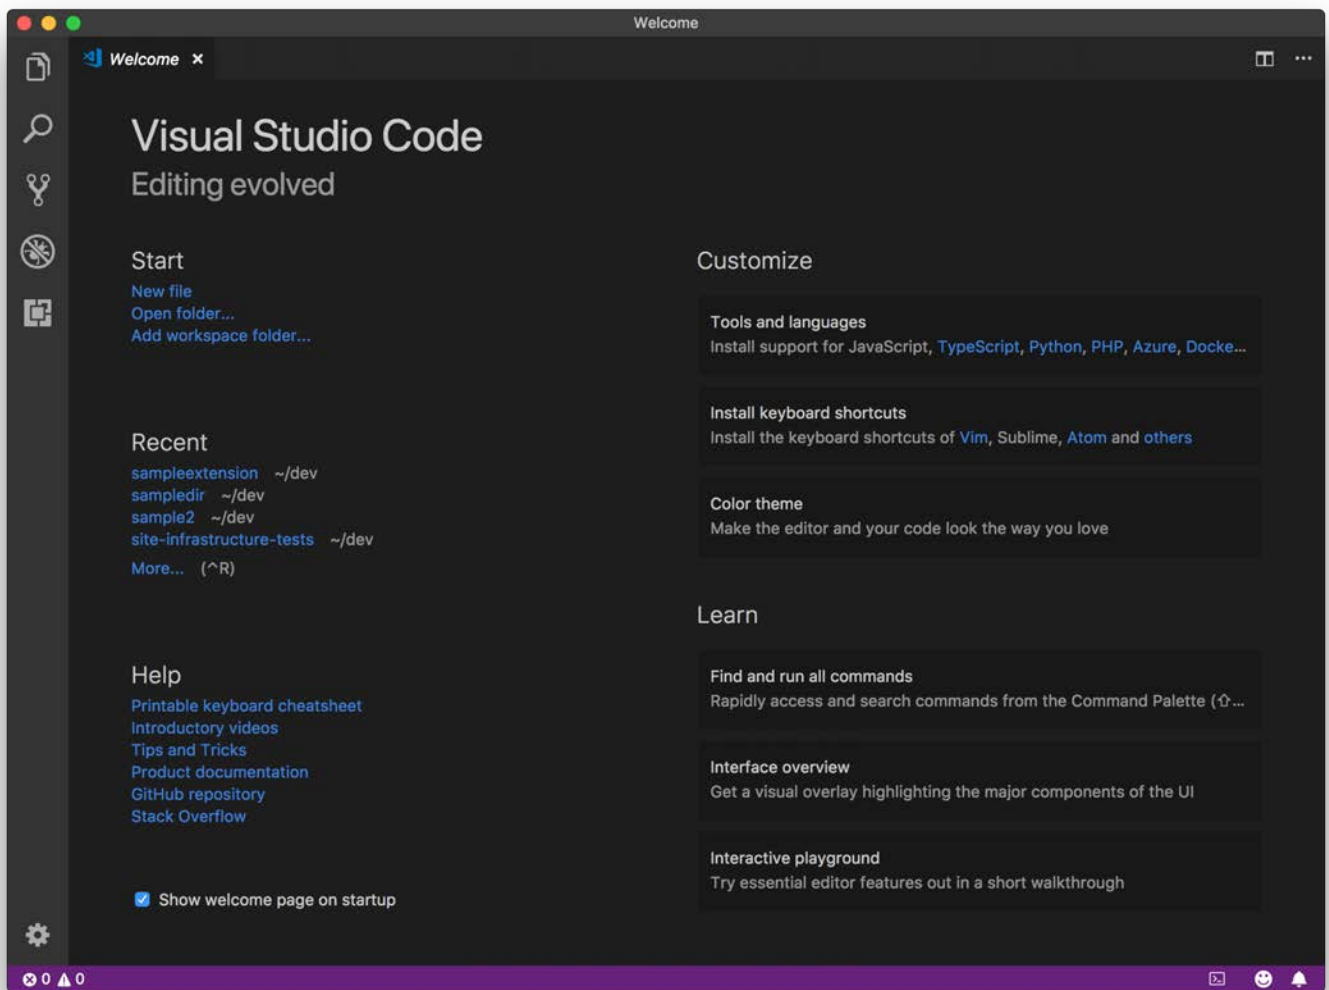 Welcome
Welcome ×
Visual Studio Code
Editing evolved
Start
New file
Open folder...
Add workspace folder...
Recent
sampleextension ~/dev
sampledir ~/dev
sample2 ~/dev
site-infrastructure-tests ~/dev
More... (^R)
Help
Printable keyboard cheatsheet
Introductory videos
Tips and Tricks
Product documentation
GitHub repository
Stack Overflow
Show welcome page on startup
Customize
Tools and languages
Install support for JavaScript, TypeScript, Python, PHP, Azure, Docke...
Install keyboard shortcuts
Install the keyboard shortcuts of Vim, Sublime, Atom and others
Color theme
Make the editor and your code look the way you love
Learn
Find and run all commands
Rapidly access and search commands from the Command Palette (⇧...
Interface overview
Get a visual overlay highlighting the major components of the UI
Interactive playground
Try essential editor features out in a short walkthrough
0 0